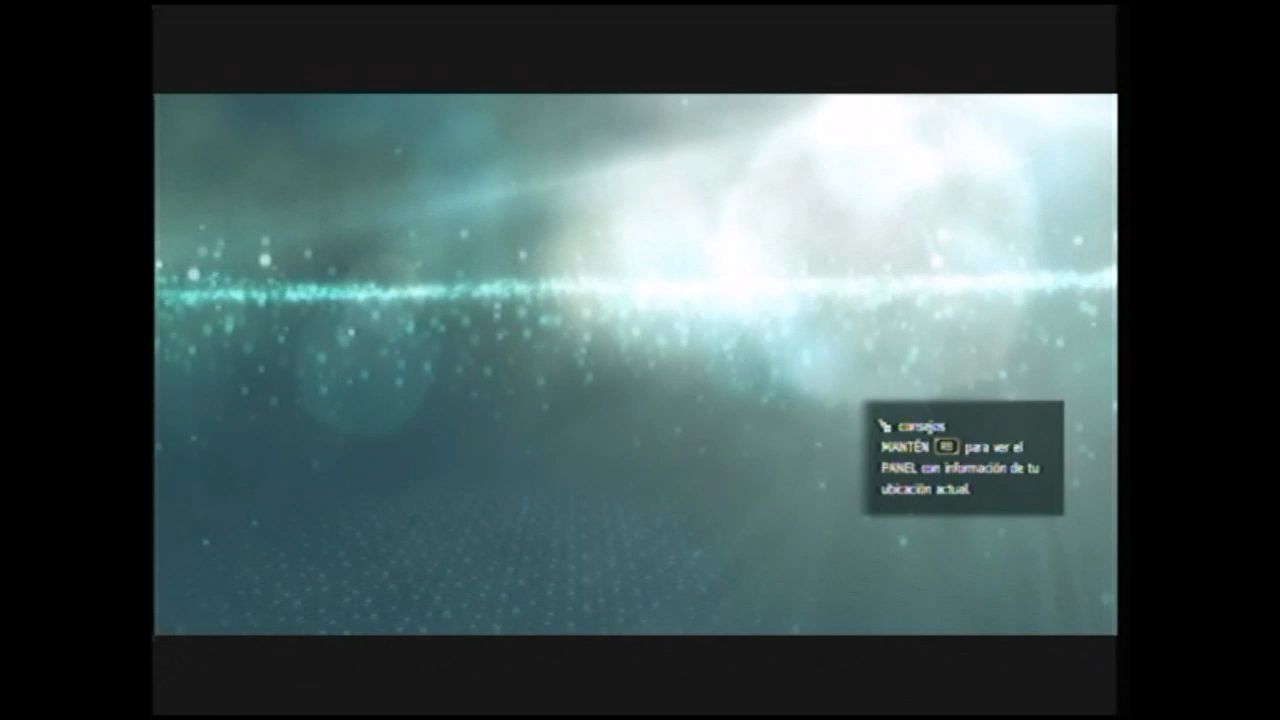 consejos
MANTÉN RB para ver el
PANEL con información de tu
ubicación actual.